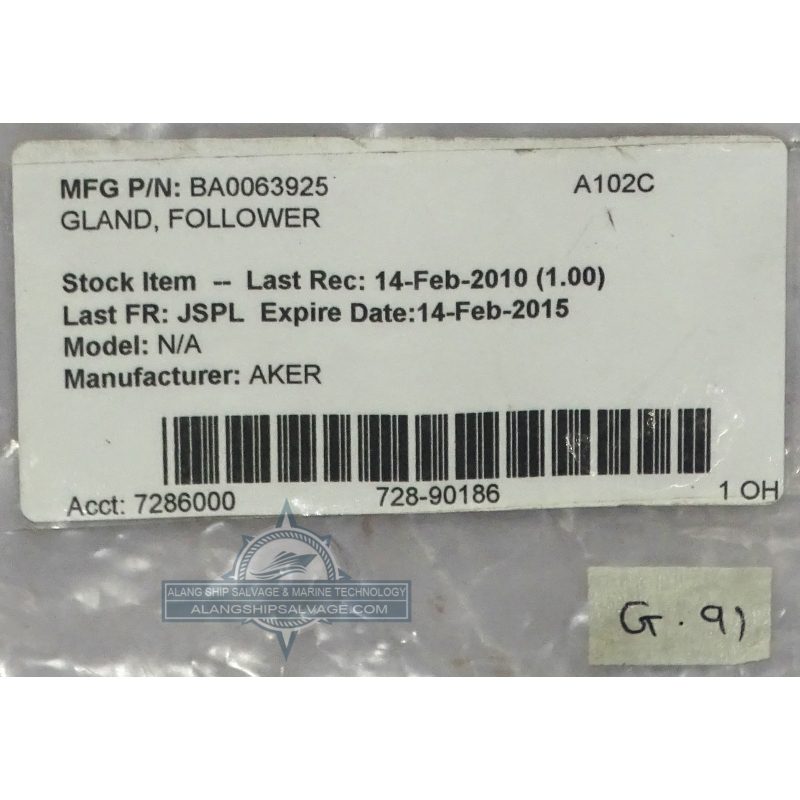 MFG P/N: BA0063925 A102C
GLAND, FOLLOWER
Stock Item -- Last Rec: 14-Feb-2010 (1.00)
Last FR: JSPL Expire Date:14-Feb-2015
Model: N/A
Manufacturer: AKER
Acct: 7286000 728-90186 1 OH
ALANG SHIP SALVAGE & MARINE TECHNOLOGY
ALANGSHIPSALVAGE.COM
G.91